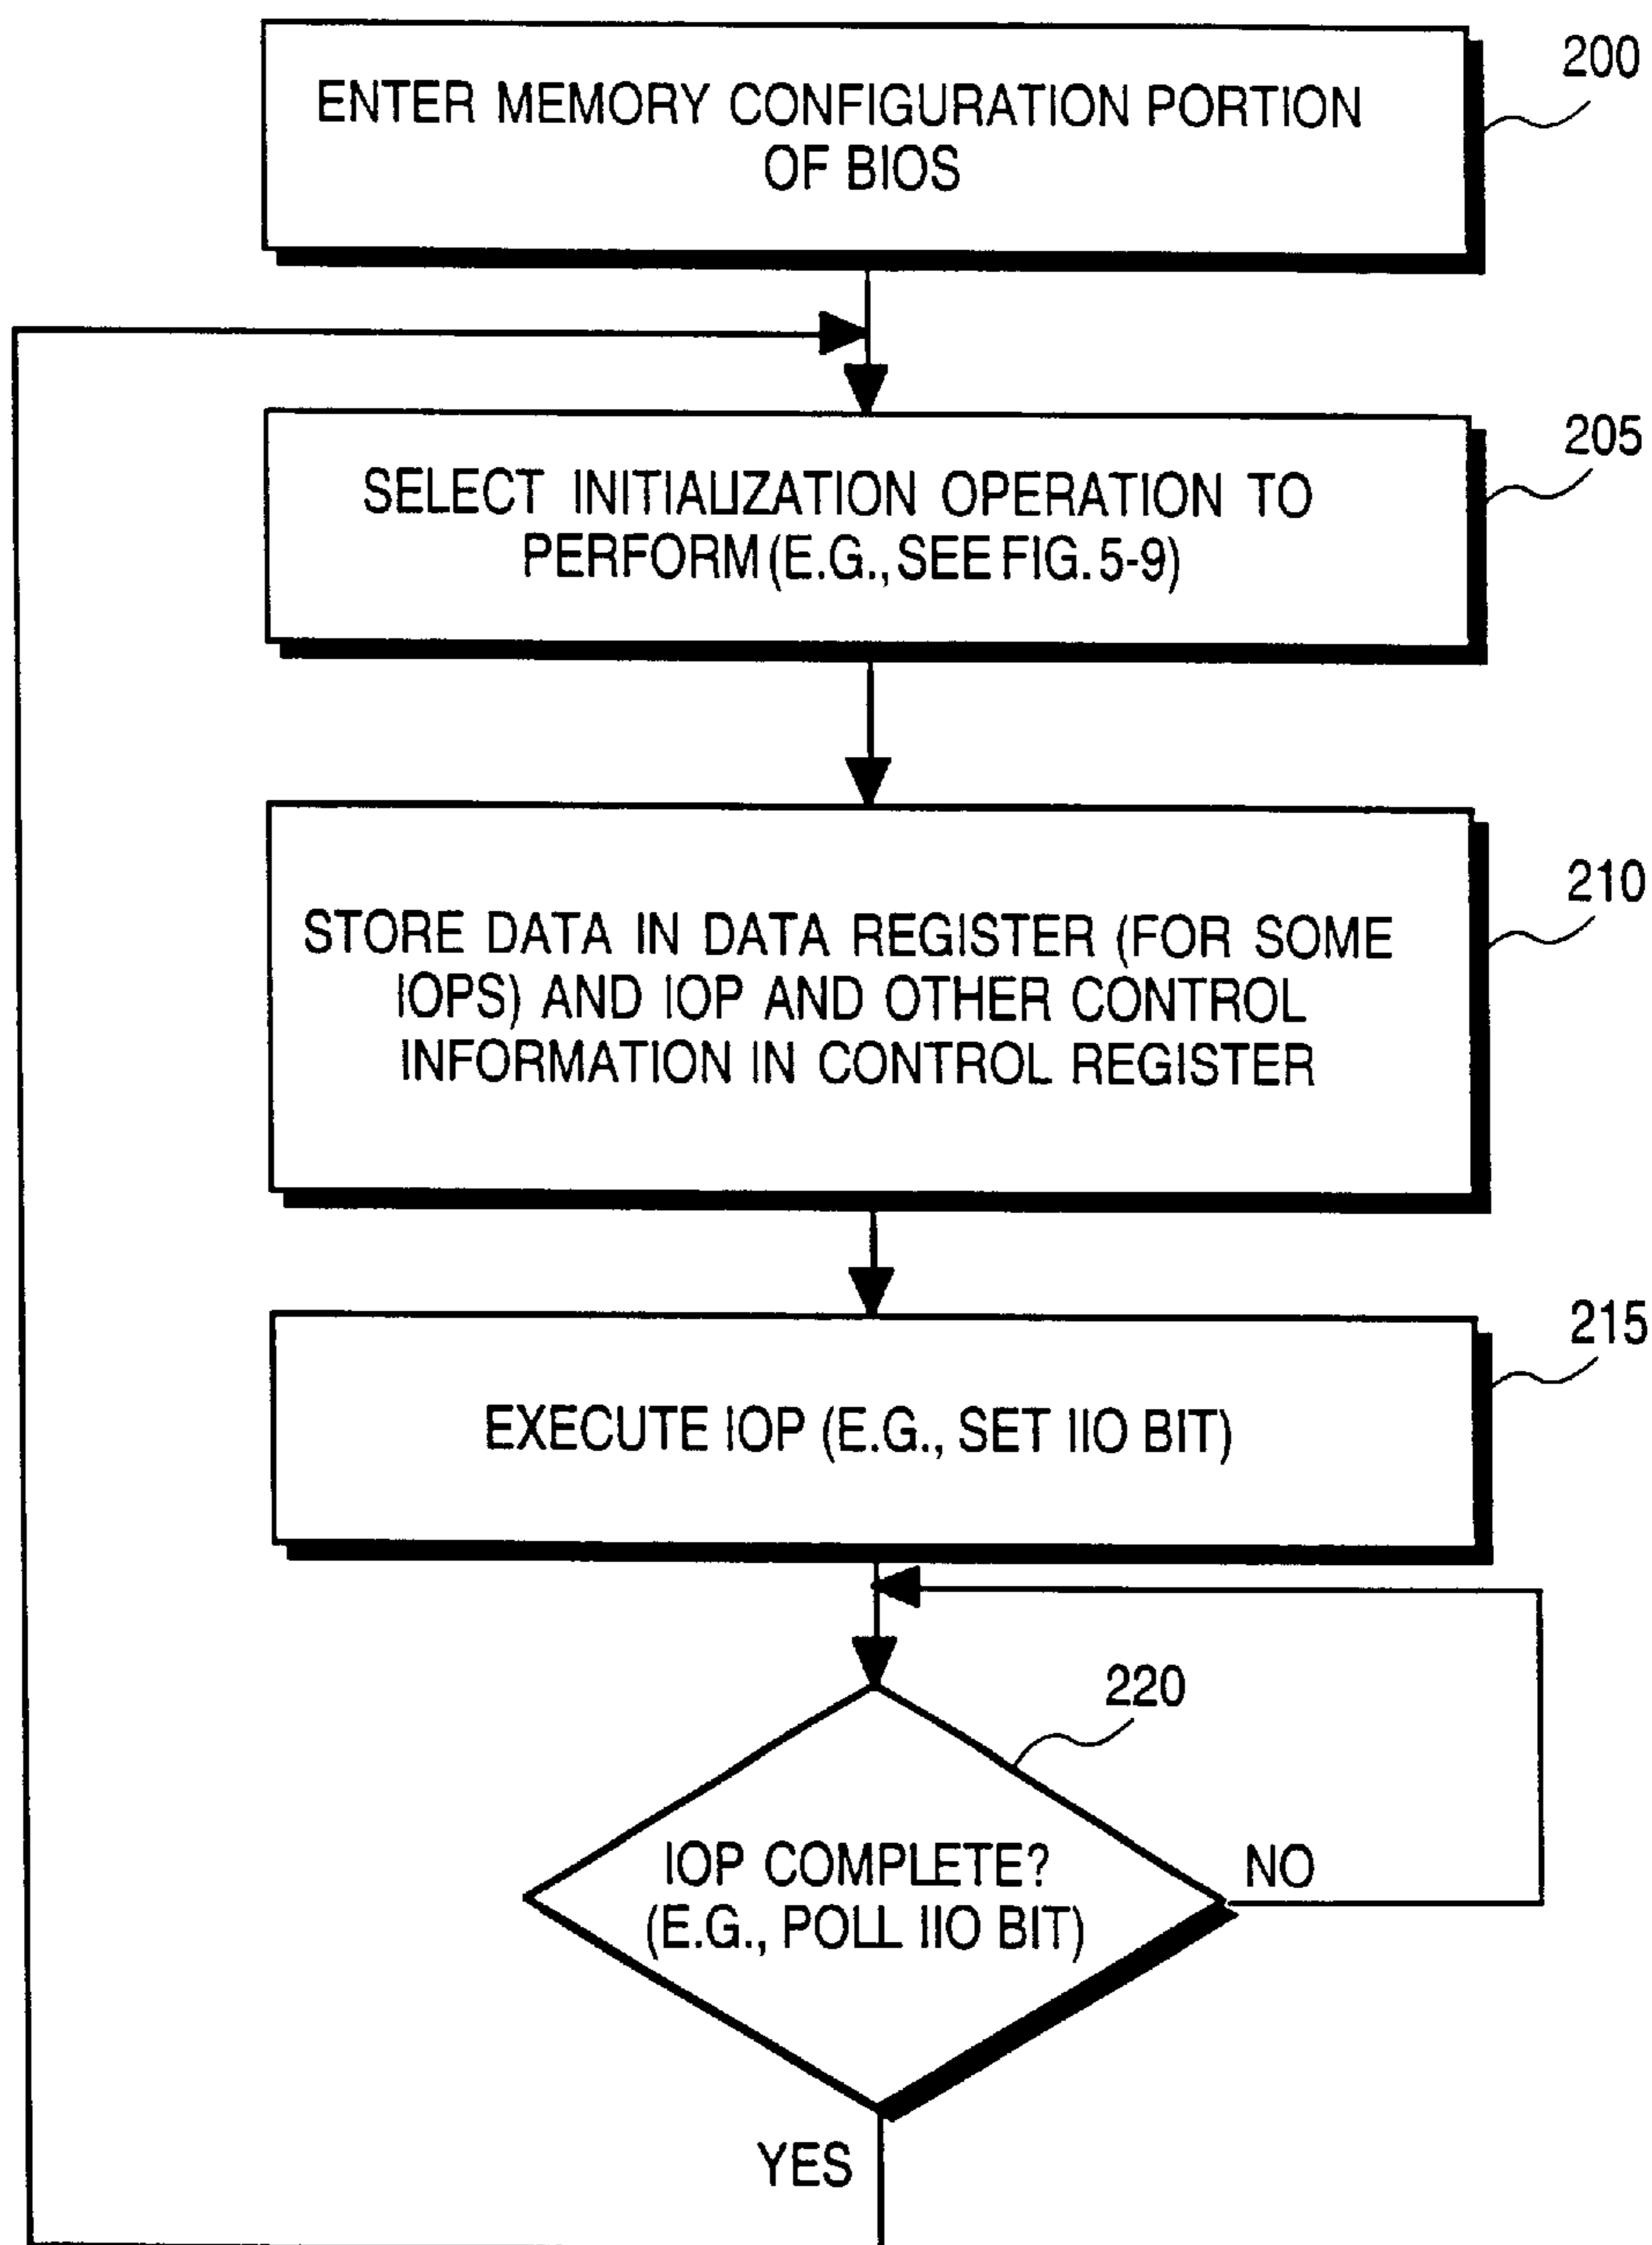 200
ENTER MEMORY CONFIGURATION PORTION
OF BIOS
205
SELECT INITIALIZATION OPERATION TO
PERFORM (E.G., SEE FIG. 5-9)
210
STORE DATA IN DATA REGISTER (FOR SOME
IOPS) AND IOP AND OTHER CONTROL
INFORMATION IN CONTROL REGISTER
215
EXECUTE IOP (E.G., SET IIO BIT)
220
IOP COMPLETE?
(E.G., POLL IIO BIT)
NO
YES